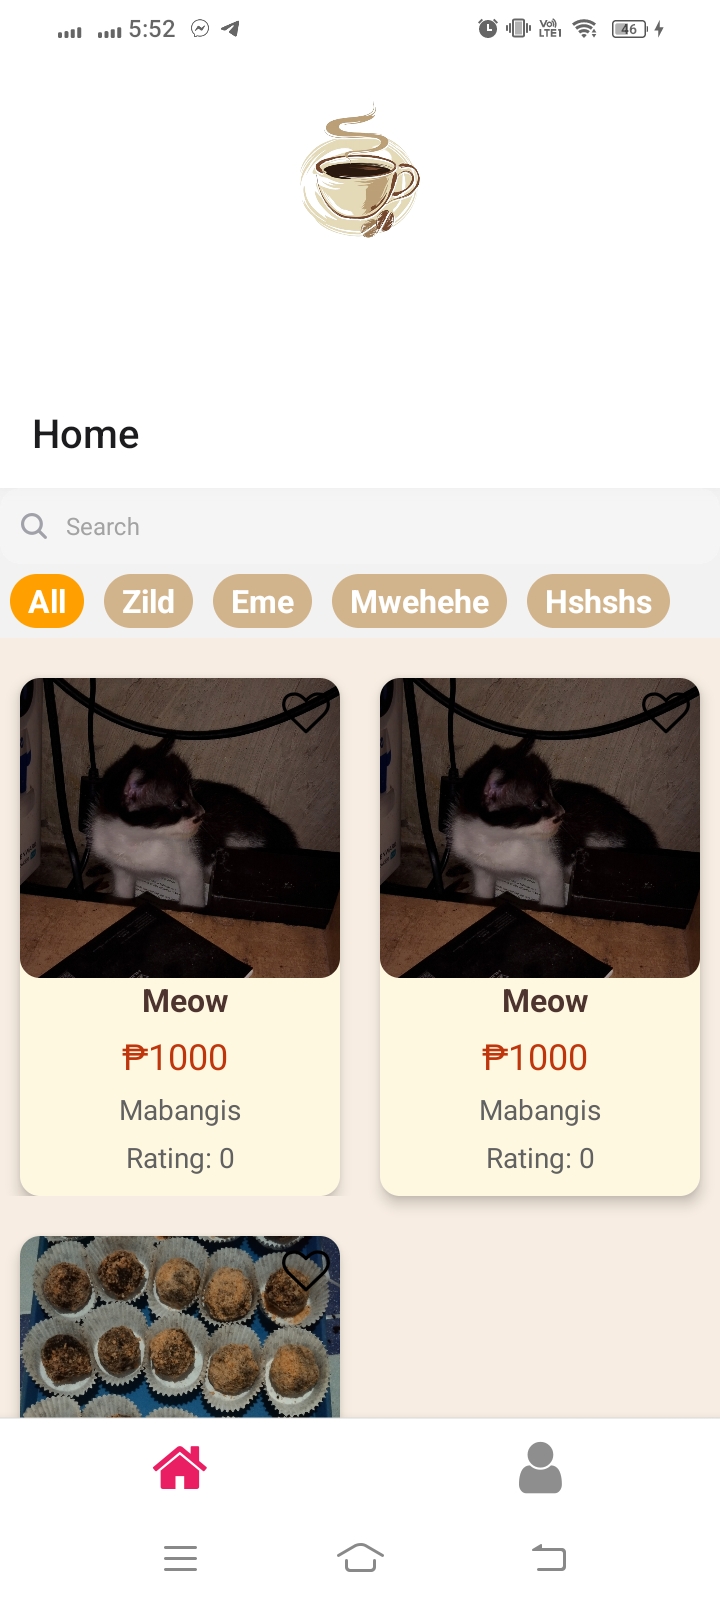 5:52
Vo))
LTE1
46
Home
Search
All Zild Eme Mwehehe Hshshs
Meow
₱1000
Mabangis
Rating: 0
Meow
₱1000
Mabangis
Rating: 0